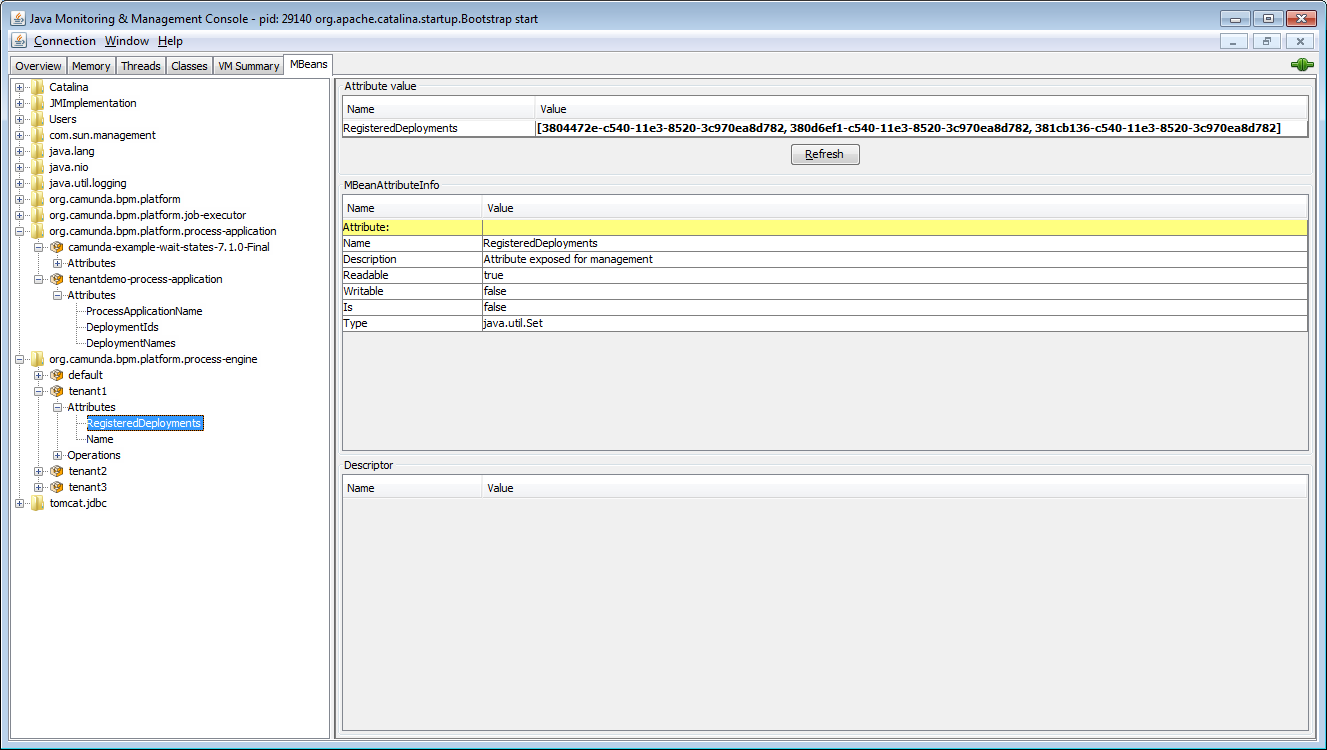 Java Monitoring & Management Console - pid: 29140 org.apache.catalina.startup.Bootstrap start
Connection Window Help
Overview Memory Threads Classes VM Summary MBeans
Catalina
JMImplementation
Users
com.sun.management
java.lang
java.nio
java.util.logging
org.camunda.bpm.platform
org.camunda.bpm.platform.job-executor
org.camunda.bpm.platform.process-application
camunda-example-wait-states-7.1.0-Final
Attributes
tenantdemo-process-application
Attributes
ProcessApplicationName
DeploymentIds
DeploymentNames
org.camunda.bpm.platform.process-engine
default
tenant1
Attributes
RegisteredDeployments
Name
Operations
tenant2
tenant3
tomcat.jdbc
Attribute value
Name Value
RegisteredDeployments [3804472e-c540-11e3-8520-3c970ea8d782, 380d6ef1-c540-11e3-8520-3c970ea8d782, 381cb136-c540-11e3-8520-3c970ea8d782]
Refresh
MBeanAttributeInfo
Name Value
Attribute:
Name RegisteredDeployments
Description Attribute exposed for management
Readable true
Writable false
Is false
Type java.util.Set
Descriptor
Name Value